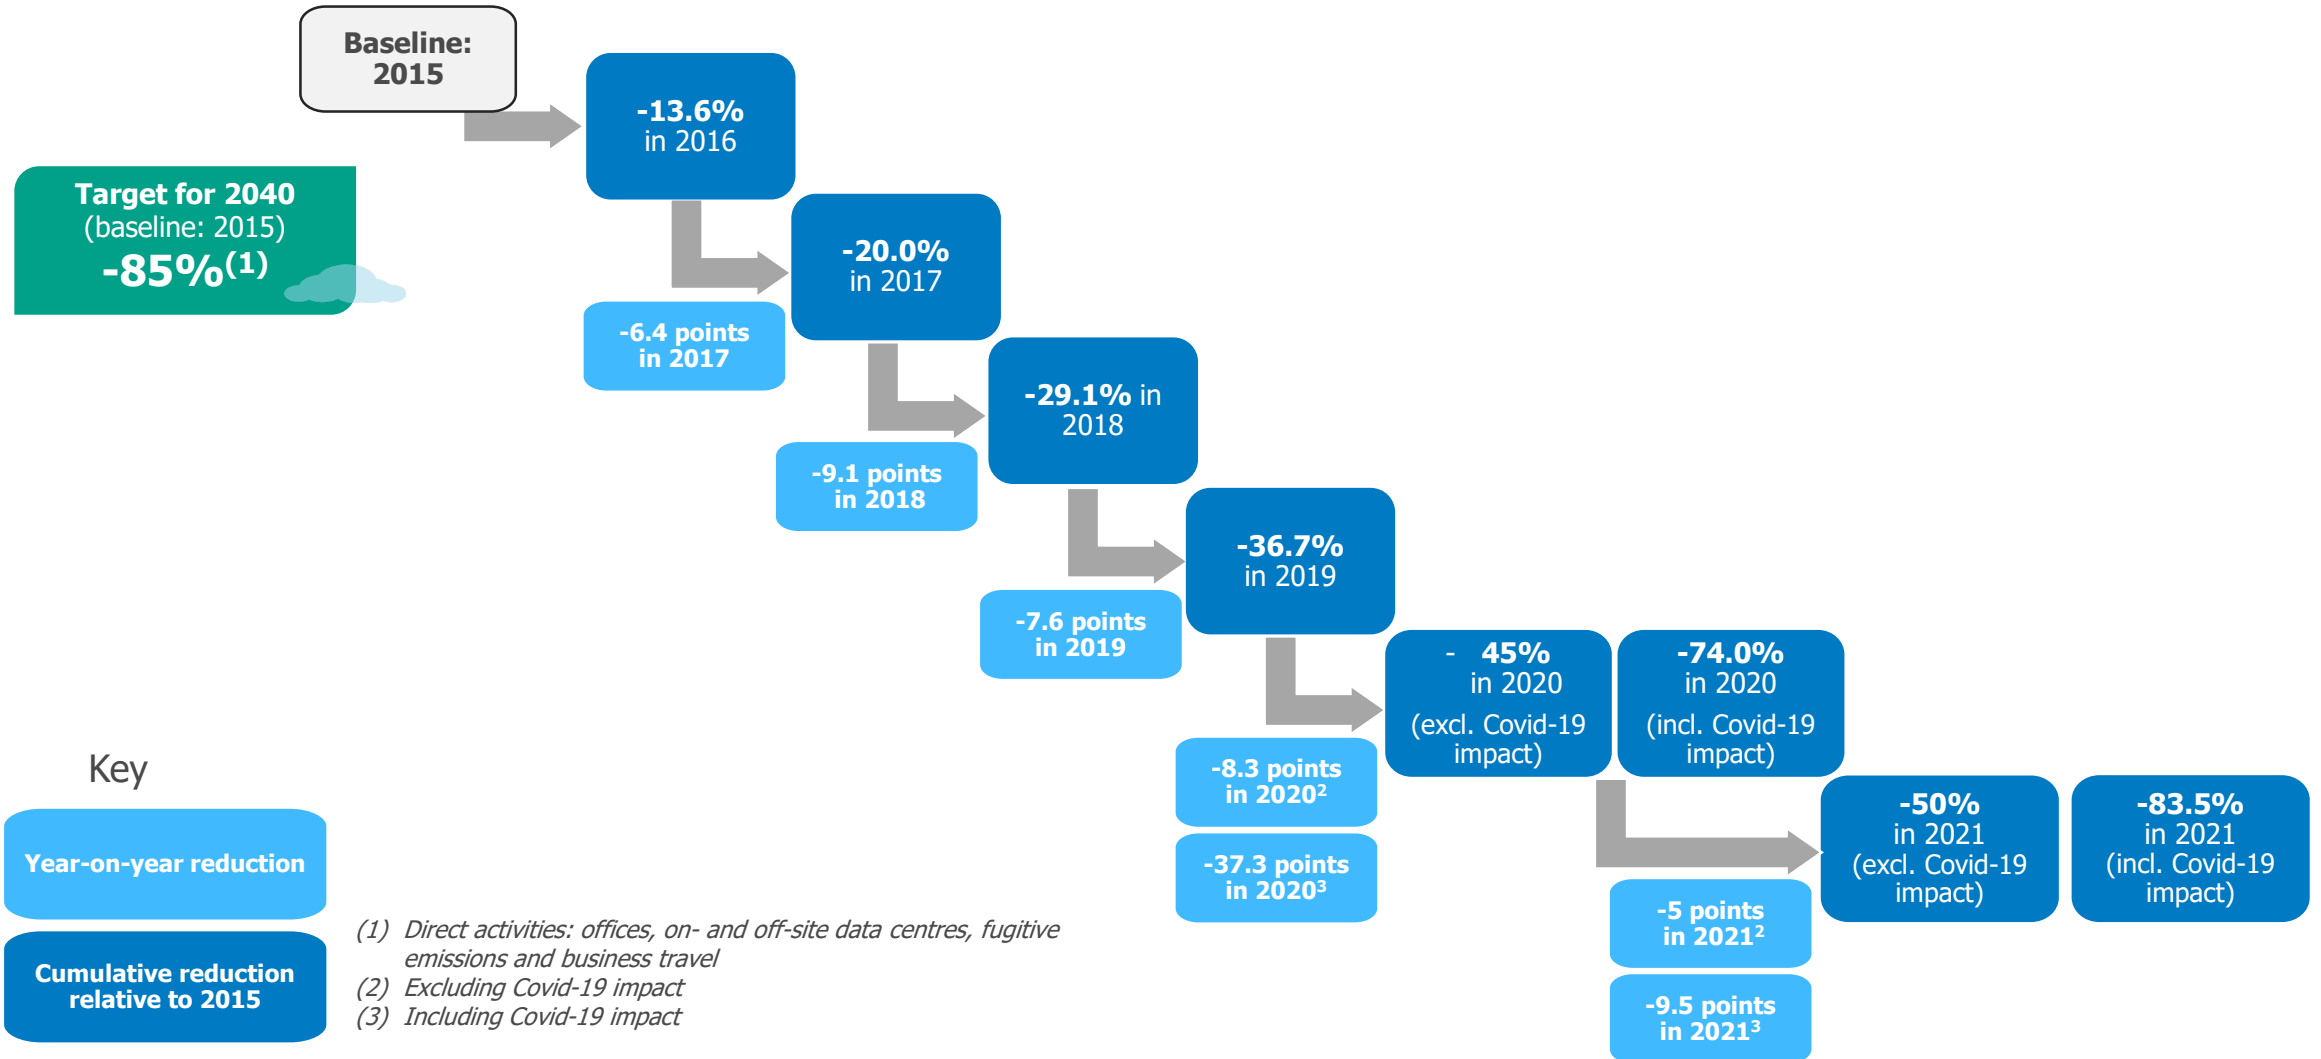 Baseline:
2015
-13.6%
in 2016
Target for 2040
(baseline: 2015)
-85%(1)
-20.0%
in 2017
-6.4 points
in 2017
-29.1% in
2018
-9.1 points
in 2018
-36.7%
in 2019
-7.6 points
in 2019
- 45%
in 2020
(excl. Covid-19
impact)
-74.0%
in 2020
(incl. Covid-19
impact)
-8.3 points
in 2020²
-37.3 points
in 2020³
-50%
in 2021
(excl. Covid-19
impact)
-83.5%
in 2021
(incl. Covid-19
impact)
-5 points
in 2021²
-9.5 points
in 2021³
Key
Year-on-year reduction
Cumulative reduction
relative to 2015
(1) Direct activities: offices, on- and off-site data centres, fugitive
emissions and business travel
(2) Excluding Covid-19 impact
(3) Including Covid-19 impact